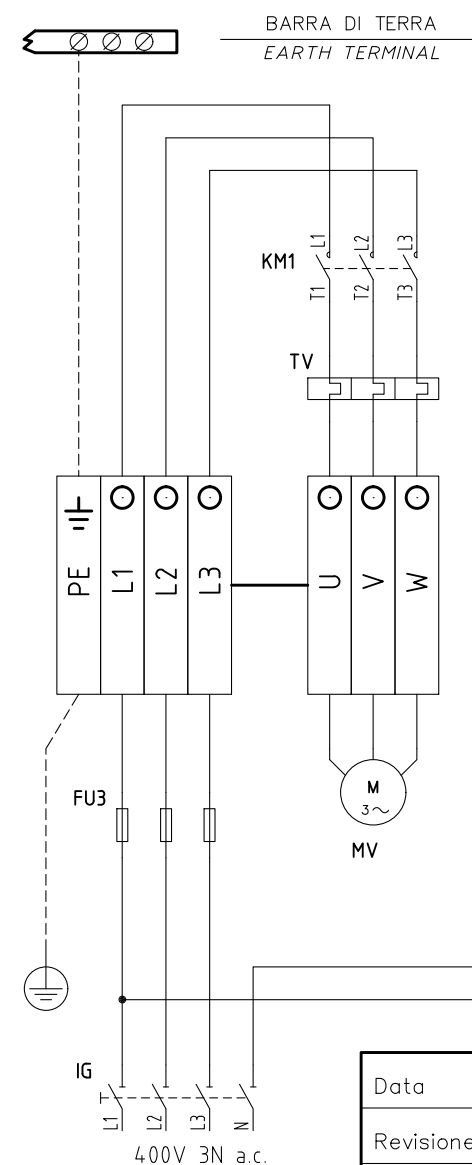 BARRA DI TERRA
EARTH TERMINAL
KM1
L1 L2 L3
T1 T2 T3
TV
PE L1 L2 L3
U V W
FU3
M
3~
MV
IG
L1 L2 L3 N
400V 3N a.c.
Data
Revisione